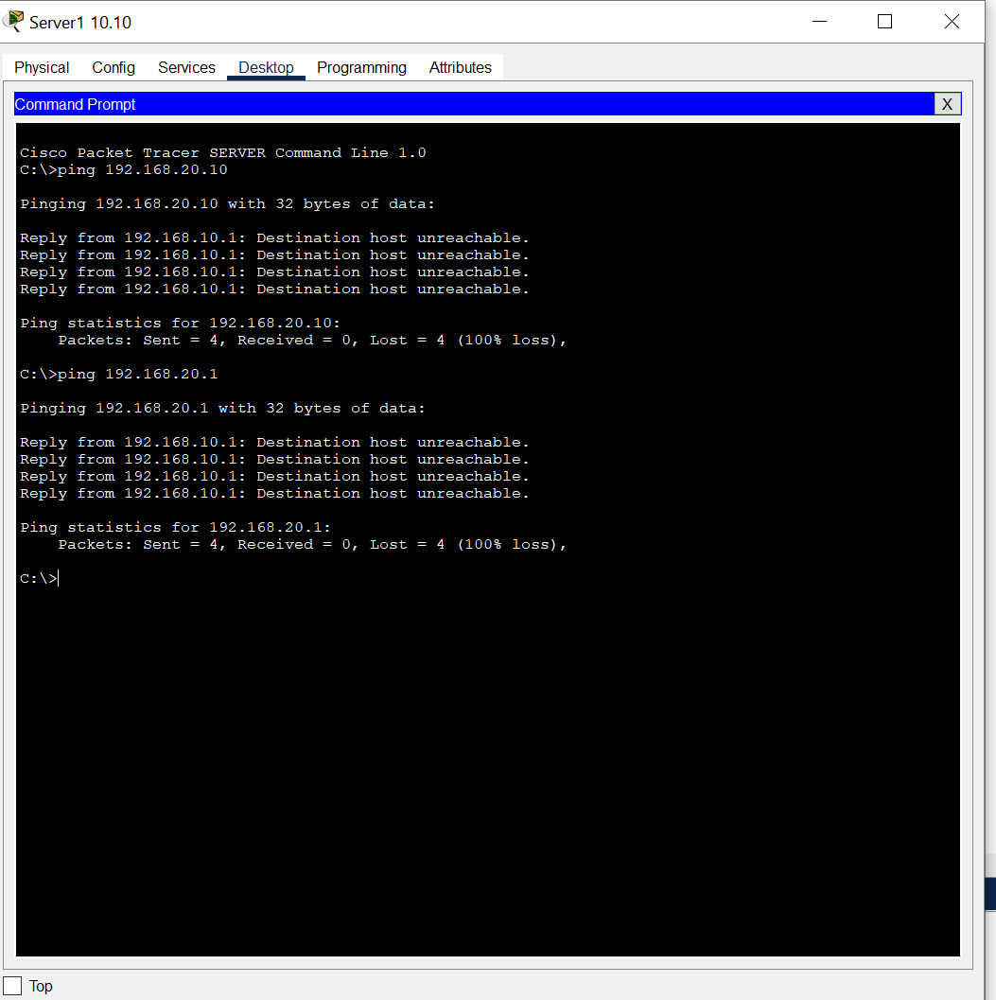 Server1 10.10
Physical Config Services Desktop Programming Attributes
Command Prompt X
Cisco Packet Tracer SERVER Command Line 1.0
C:\>ping 192.168.20.10
Pinging 192.168.20.10 with 32 bytes of data:
Reply from 192.168.10.1: Destination host unreachable.
Reply from 192.168.10.1: Destination host unreachable.
Reply from 192.168.10.1: Destination host unreachable.
Reply from 192.168.10.1: Destination host unreachable.
Ping statistics for 192.168.20.10:
Packets: Sent = 4, Received = 0, Lost = 4 (100% loss),
C:\>ping 192.168.20.1
Pinging 192.168.20.1 with 32 bytes of data:
Reply from 192.168.10.1: Destination host unreachable.
Reply from 192.168.10.1: Destination host unreachable.
Reply from 192.168.10.1: Destination host unreachable.
Reply from 192.168.10.1: Destination host unreachable.
Ping statistics for 192.168.20.1:
Packets: Sent = 4, Received = 0, Lost = 4 (100% loss),
C:\>
Top